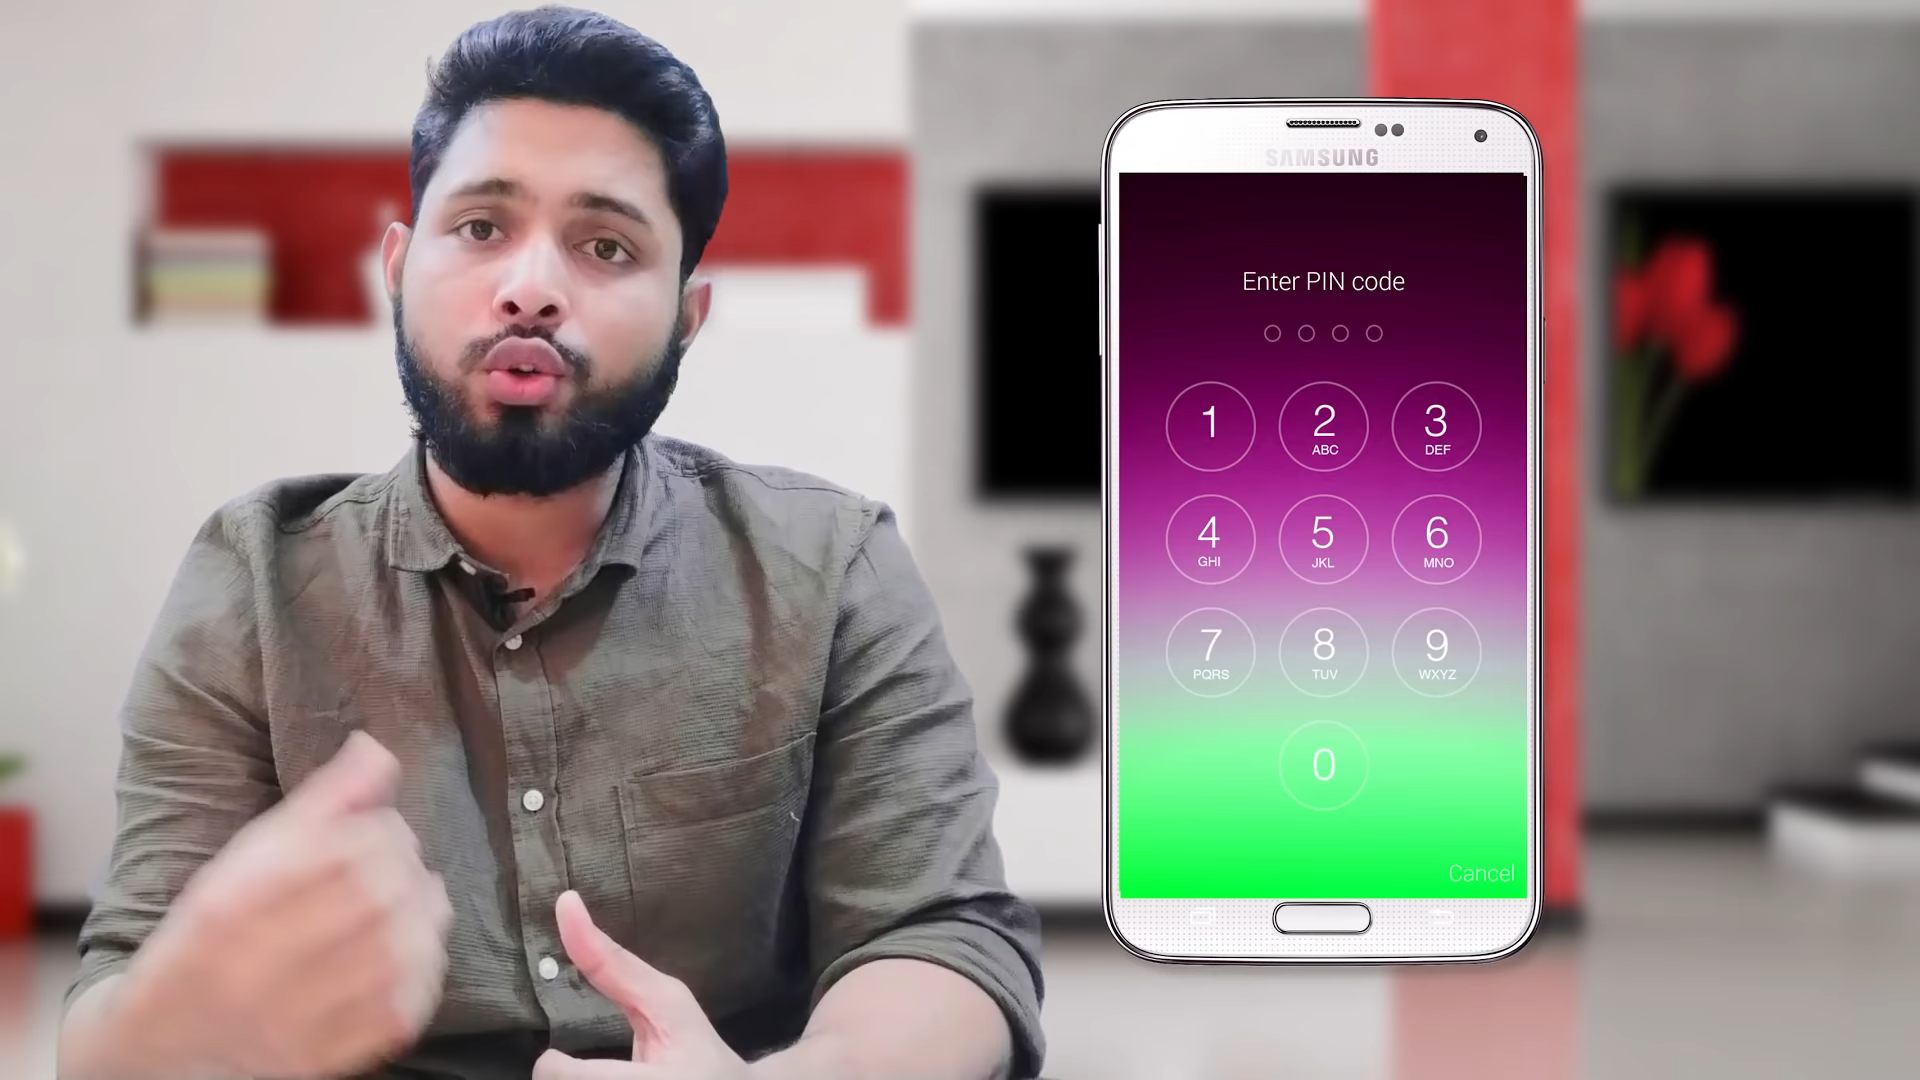 SAMSUNG
Enter PIN code
1
2
ABC
3
DEF
4
GHI
5
JKL
6
MNO
7
PQRS
8
TUV
9
WXYZ
0
Cancel